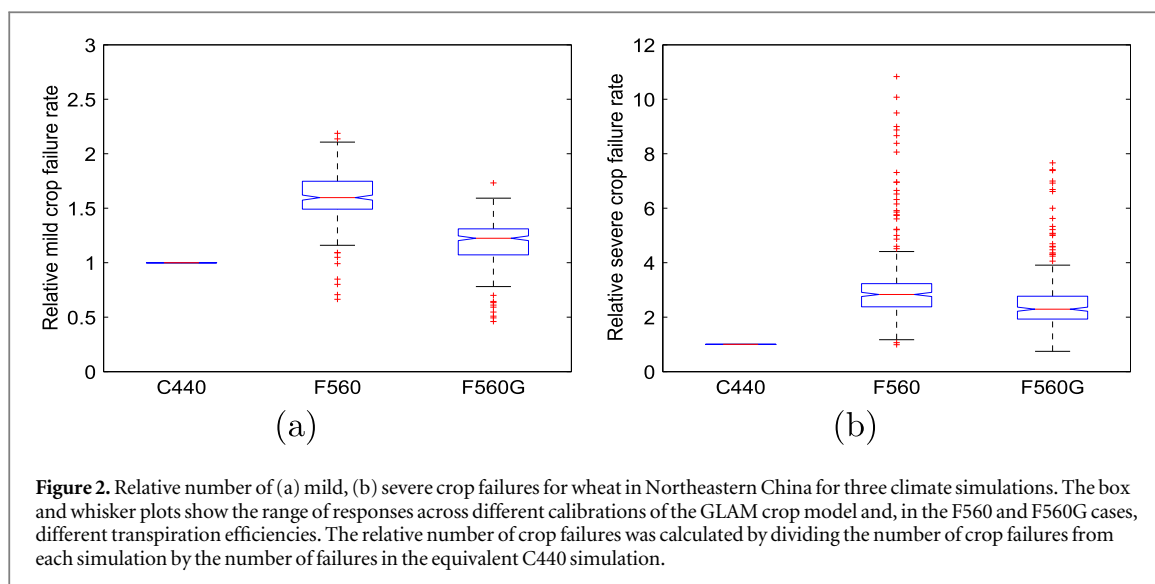 3
2.5
2
1.5
1
0.5
0
Relative mild crop failure rate
C440 F560 F560G
(a)
12
10
8
6
4
2
0
Relative severe crop failure rate
C440 F560 F560G
(b)
Figure 2. Relative number of (a) mild, (b) severe crop failures for wheat in Northeastern China for three climate simulations. The box
and whisker plots show the range of responses across different calibrations of the GLAM crop model and, in the F560 and F560G cases,
different transpiration efficiencies. The relative number of crop failures was calculated by dividing the number of crop failures from
each simulation by the number of failures in the equivalent C440 simulation.